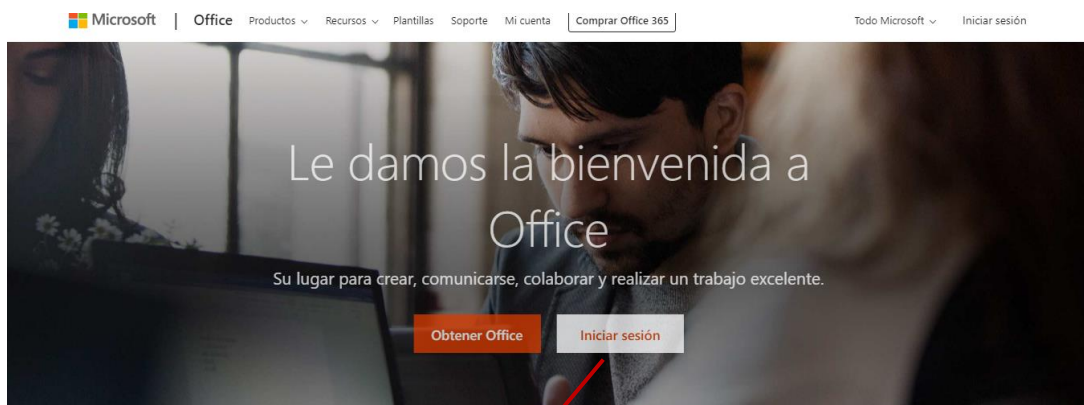 Microsoft | Office Productos Recursos Plantillas Soporte Mi cuenta Comprar Office 365 Todo Microsoft Iniciar sesión
Le damos la bienvenida a
Office
Su lugar para crear, comunicarse, colaborar y realizar un trabajo excelente.
Obtener Office Iniciar sesión